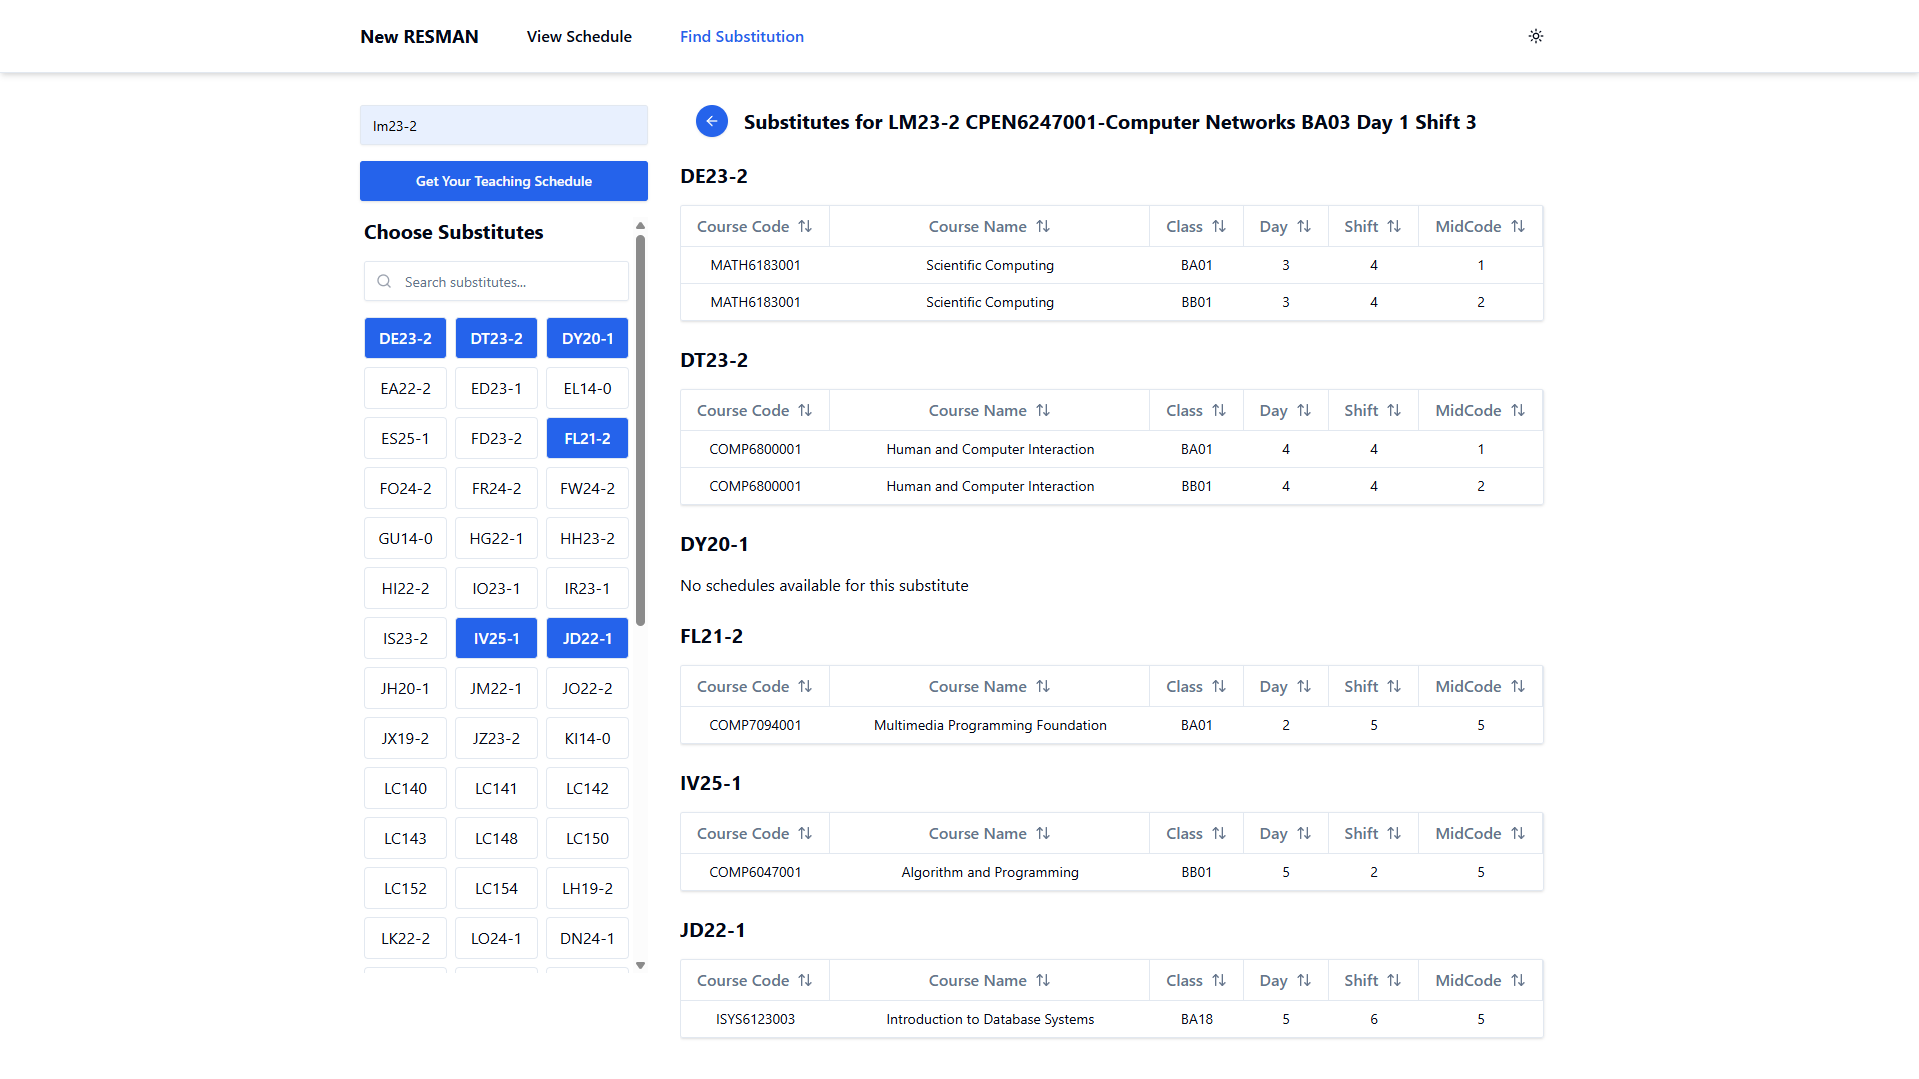 New RESMAN View Schedule Find Substitution
lm23-2
Get Your Teaching Schedule
Choose Substitutes
Search substitutes...
DE23-2 DT23-2 DY20-1
EA22-2 ED23-1 EL14-0
ES25-1 FD23-2 FL21-2
FO24-2 FR24-2 FW24-2
GU14-0 HG22-1 HH23-2
HI22-2 IO23-1 IR23-1
IS23-2 IV25-1 JD22-1
JH20-1 JM22-1 JO22-2
JX19-2 JZ23-2 KI14-0
LC140 LC141 LC142
LC143 LC148 LC150
LC152 LC154 LH19-2
LK22-2 LO24-1 DN24-1
Substitutes for LM23-2 CPEN6247001-Computer Networks BA03 Day 1 Shift 3
DE23-2
Course Code Course Name Class Day Shift MidCode
MATH6183001 Scientific Computing BA01 3 4 1
MATH6183001 Scientific Computing BB01 3 4 2
DT23-2
Course Code Course Name Class Day Shift MidCode
COMP6800001 Human and Computer Interaction BA01 4 4 1
COMP6800001 Human and Computer Interaction BB01 4 4 2
DY20-1
No schedules available for this substitute
FL21-2
Course Code Course Name Class Day Shift MidCode
COMP7094001 Multimedia Programming Foundation BA01 2 5 5
IV25-1
Course Code Course Name Class Day Shift MidCode
COMP6047001 Algorithm and Programming BB01 5 2 5
JD22-1
Course Code Course Name Class Day Shift MidCode
ISYS6123003 Introduction to Database Systems BA18 5 6 5